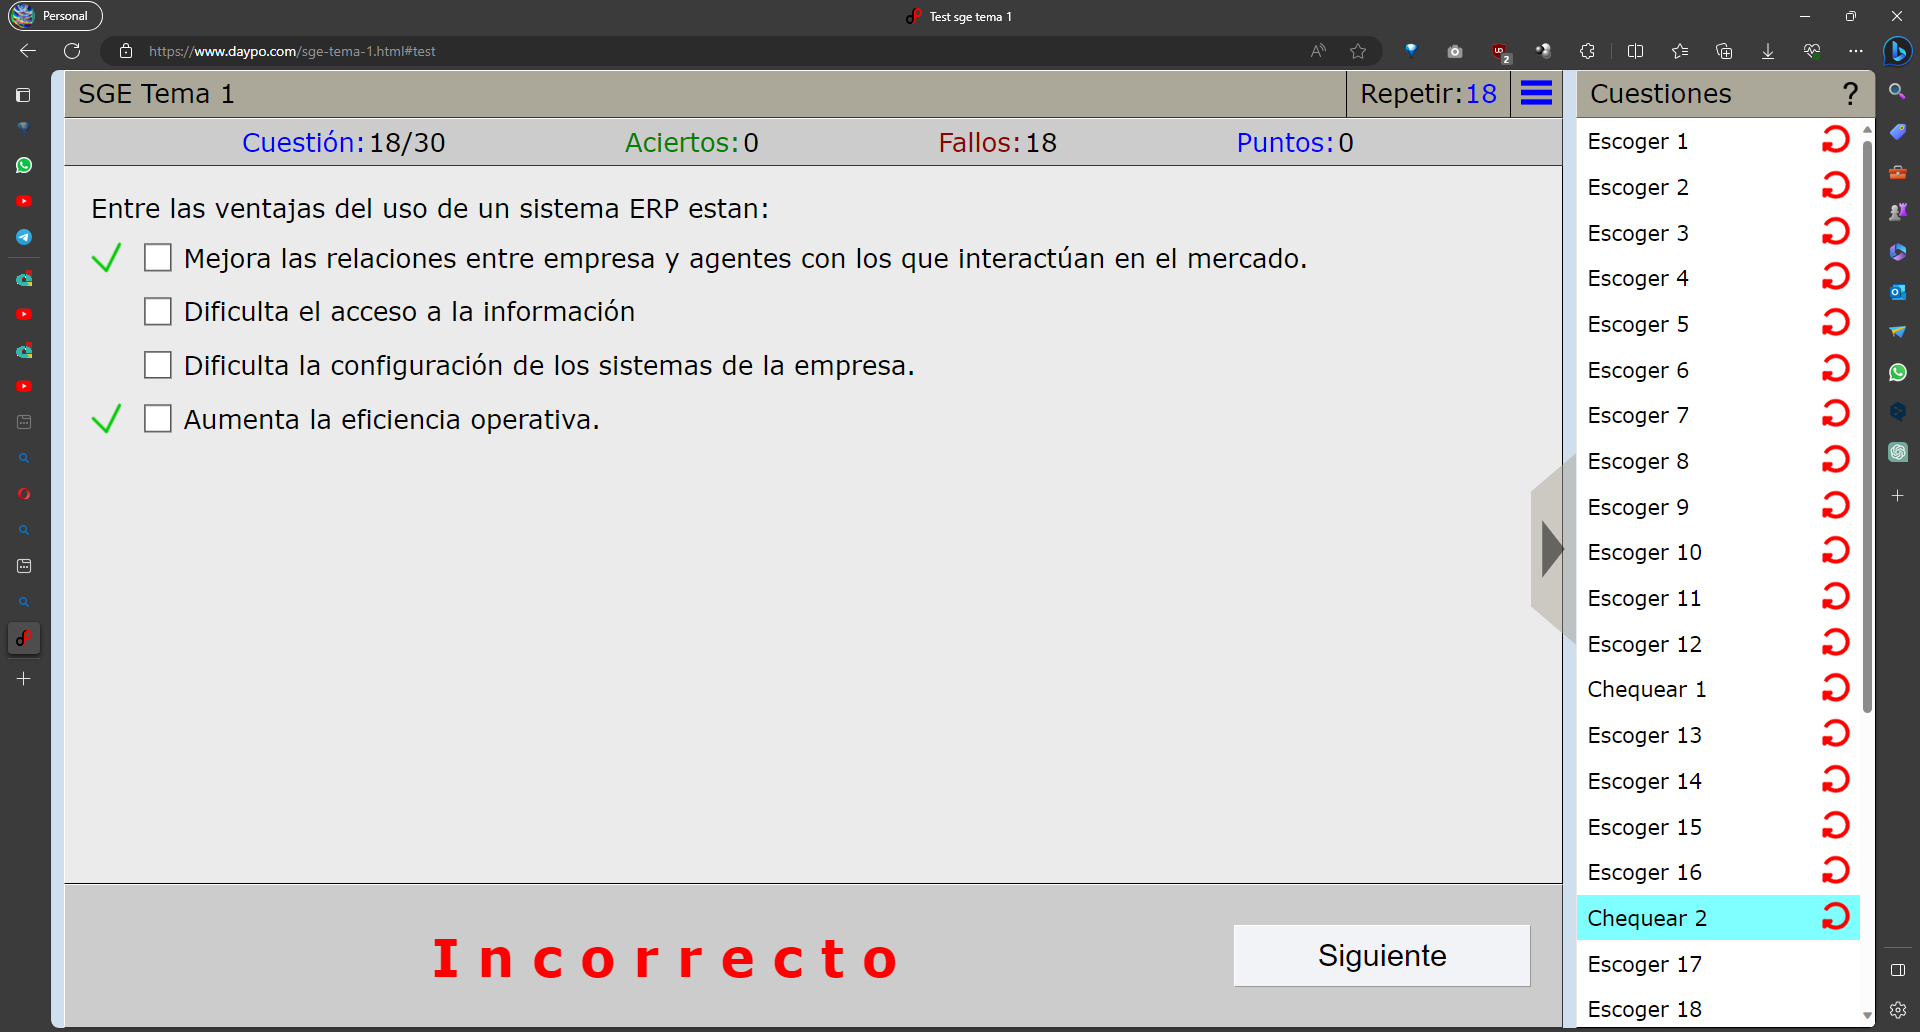 Personal
Test sge tema 1
https://www.daypo.com/sge-tema-1.html#test
2
SGE Tema 1
Repetir:18
Cuestiones
?
Cuestión:18/30
Aciertos:0
Fallos:18
Puntos:0
Entre las ventajas del uso de un sistema ERP estan:
Mejora las relaciones entre empresa y agentes con los que interactúan en el mercado.
Dificulta el acceso a la información
Dificulta la configuración de los sistemas de la empresa.
Aumenta la eficiencia operativa.
Incorrecto
Siguiente
Escoger 1
Escoger 2
Escoger 3
Escoger 4
Escoger 5
Escoger 6
Escoger 7
Escoger 8
Escoger 9
Escoger 10
Escoger 11
Escoger 12
Chequear 1
Escoger 13
Escoger 14
Escoger 15
Escoger 16
Chequear 2
Escoger 17
Escoger 18